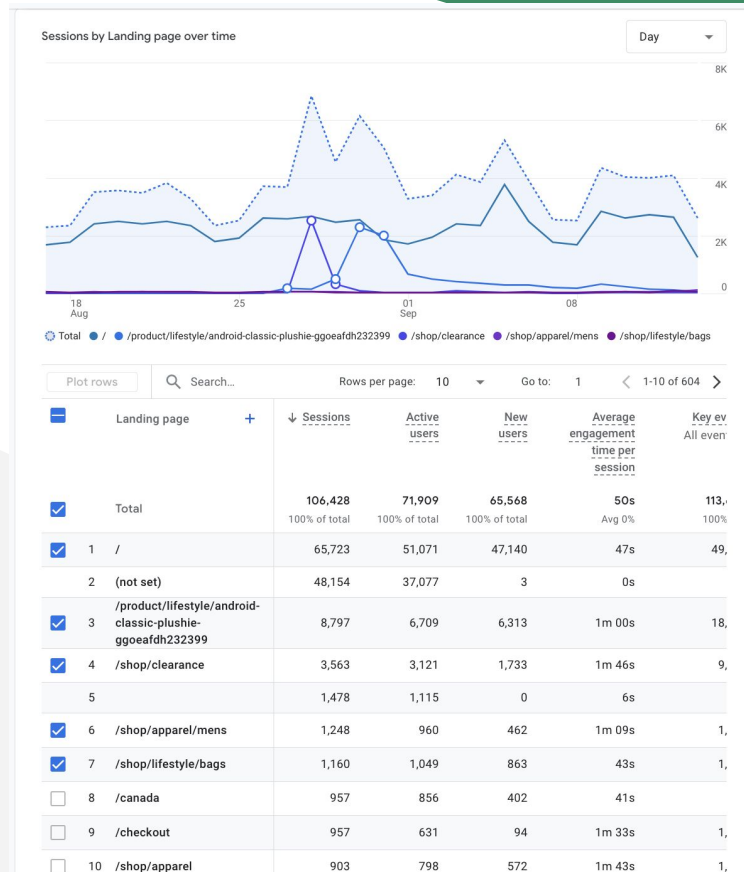 Sessions by Landing page over time
Day
8K
6K
4K
2K
0
18
Aug
25
01
Sep
08
Total / /product/lifestyle/android-classic-plushie-ggoeafdh232399 /shop/clearance /shop/apparel/mens /shop/lifestyle/bags
Plot rows Search... Rows per page: 10 Go to: 1 1-10 of 604
Landing page + ↓ Sessions Active users New users Average engagement time per session Key ev
All even
Total 106,428 71,909 65,568 50s 113,
100% of total 100% of total 100% of total Avg 0% 100%
1 / 65,723 51,071 47,140 47s 49,
2 (not set) 48,154 37,077 3 0s
3 /product/lifestyle/android-classic-plushie-ggoeafdh232399 8,797 6,709 6,313 1m 00s 18,
4 /shop/clearance 3,563 3,121 1,733 1m 46s 9,
5 1,478 1,115 0 6s
6 /shop/apparel/mens 1,248 960 462 1m 09s 1,
7 /shop/lifestyle/bags 1,160 1,049 863 43s 1,
8 /canada 957 856 402 41s
9 /checkout 957 631 94 1m 33s 1,
10 /shop/apparel 903 798 572 1m 43s 1,